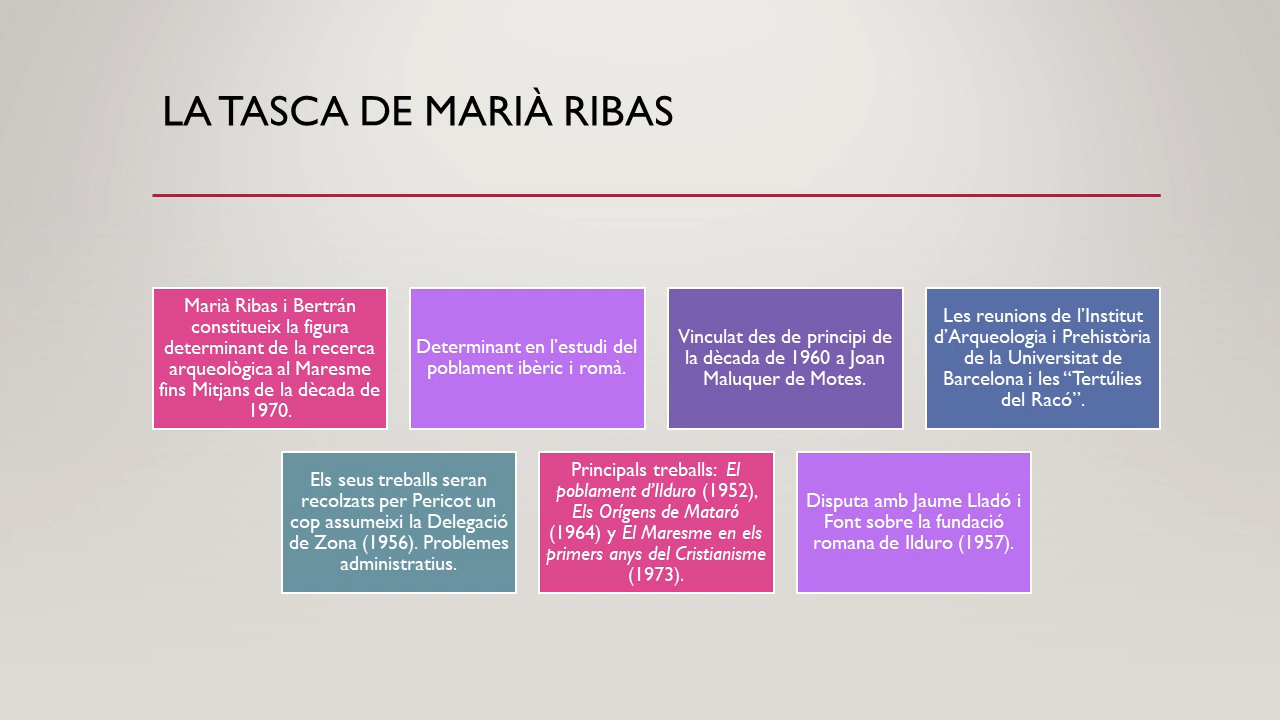 LA TASCA DE MARIÀ RIBAS
Marià Ribas i Bertrán
constitueix la figura
determinant de la recerca
arqueològica al Maresme
fins Mitjans de la dècada de
1970.
Determinant en l’estudi del
poblament ibèric i romà.
Vinculat des de principi de
la dècada de 1960 a Joan
Maluquer de Motes.
Les reunions de l’Institut
d’Arqueologia i Prehistòria
de la Universitat de
Barcelona i les “Tertúlies
del Racó”.
Els seus treballs seran
recolzats per Pericot un
cop assumeixi la Delegació
de Zona (1956). Problemes
administratius.
Principals treballs: El
poblament d’Ilduro (1952),
Els Orígens de Mataró
(1964) y El Maresme en els
primers anys del Cristianisme
(1973).
Disputa amb Jaume Lladó i
Font sobre la fundació
romana de Ilduro (1957).